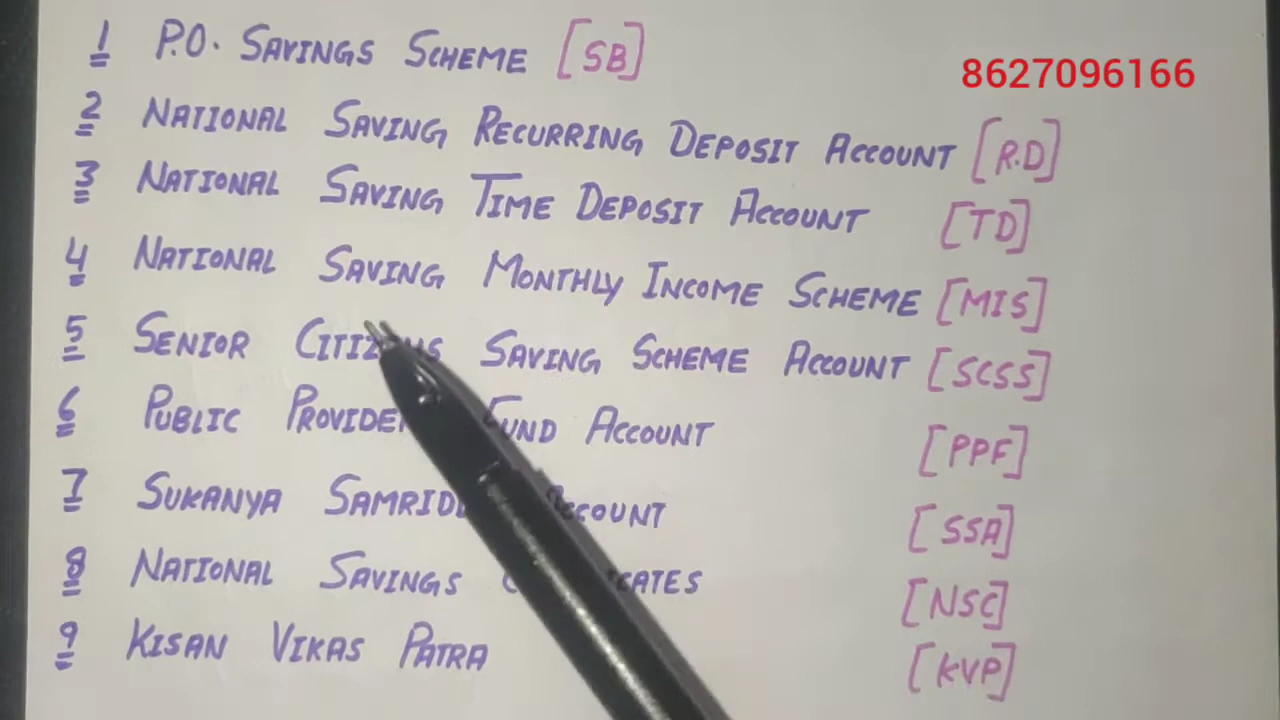 1 P.O. SAVINGS SCHEME [SB]
8627096166
2 NATIONAL SAVING RECURRING DEPOSIT ACCOUNT [R.D]
3 NATIONAL SAVING TIME DEPOSIT ACCOUNT [TD]
4 NATIONAL SAVING MONTHLY INCOME SCHEME [MIS]
5 SENIOR CITIZENS SAVING SCHEME ACCOUNT [SCSS]
6 PUBLIC PROVIDENT FUND ACCOUNT [PPF]
7 SUKANYA ACCOUNT [SSA]
8 NATIONAL SAVINGS [NSC]
9 KISAN VIKAS PATRA [KVP]